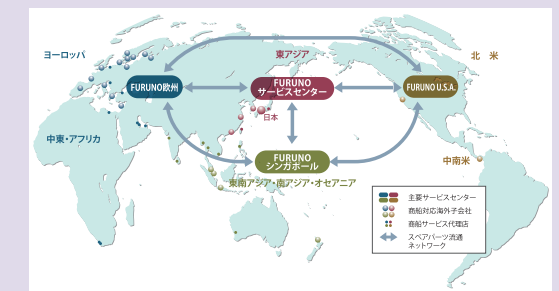 ヨーロッパ
東アジア
北 米
FURUNO欧州
FURUNO
サービスセンター
FURUNO U.S.A.
日本
中東・アフリカ
FURUNO
シンガポール
中南米
東南アジア・南アジア・オセアニア
主要サービスセンター
商船対応海外子会社
商船サービス代理店
スペアパーツ流通
ネットワーク